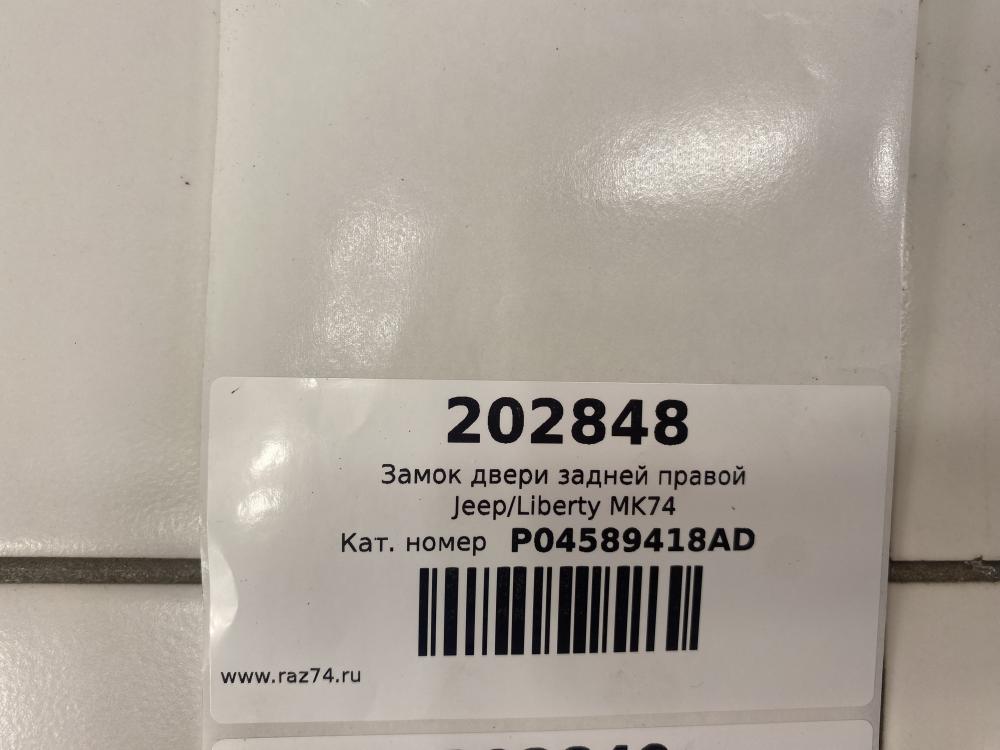 202848
Замок двери задней правой
Jeep/Liberty MK74
Кат. номер P04589418AD
www.raz74.ru